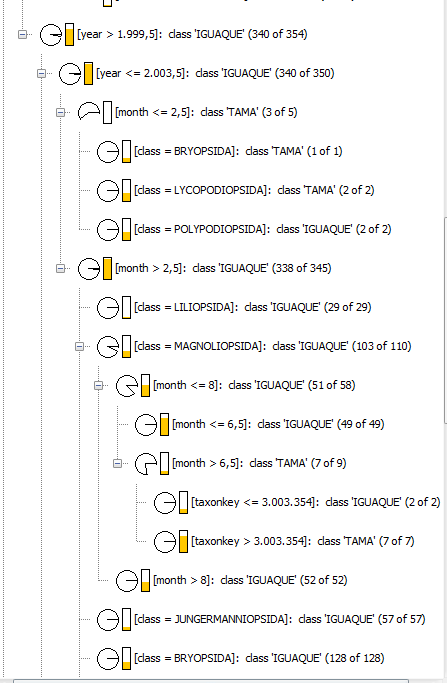 [year > 1.999,5]: class 'IGUAQUE' (340 of 354)
[year <= 2.003,5]: class 'IGUAQUE' (340 of 350)
[month <= 2,5]: class 'TAMA' (3 of 5)
[class = BRYOPSIDA]: class 'TAMA' (1 of 1)
[class = LYCOPODIOPSIDA]: class 'TAMA' (2 of 2)
[class = POLYPODIOPSIDA]: class 'IGUAQUE' (2 of 2)
[month > 2,5]: class 'IGUAQUE' (338 of 345)
[class = LILIOPSIDA]: class 'IGUAQUE' (29 of 29)
[class = MAGNOLIOPSIDA]: class 'IGUAQUE' (103 of 110)
[month <= 8]: class 'IGUAQUE' (51 of 58)
[month <= 6,5]: class 'IGUAQUE' (49 of 49)
[month > 6,5]: class 'TAMA' (7 of 9)
[taxonkey <= 3.003.354]: class 'IGUAQUE' (2 of 2)
[taxonkey > 3.003.354]: class 'TAMA' (7 of 7)
[month > 8]: class 'IGUAQUE' (52 of 52)
[class = JUNGERMANNIOPSIDA]: class 'IGUAQUE' (57 of 57)
[class = BRYOPSIDA]: class 'IGUAQUE' (128 of 128)